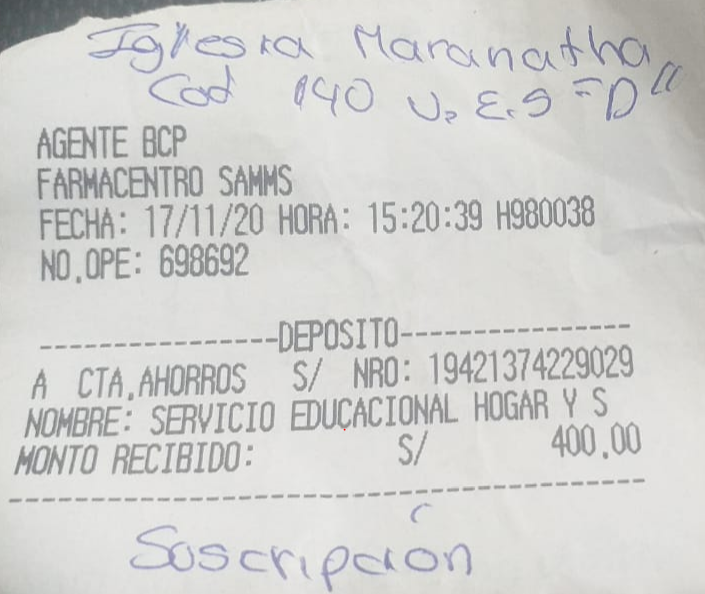 Iglesia Maranatha
Cod 140 U.E.S "D"
AGENTE BCP
FARMACENTRO SAMMS
FECHA: 17/11/20 HORA: 15:20:39 H980038
NO.OPE: 698692
----------------DEPOSITO----------------
A CTA.AHORROS S/ NRO: 19421374229029
NOMBRE: SERVICIO EDUCACIONAL HOGAR Y S
MONTO RECIBIDO: S/ 400.00
Suscripción